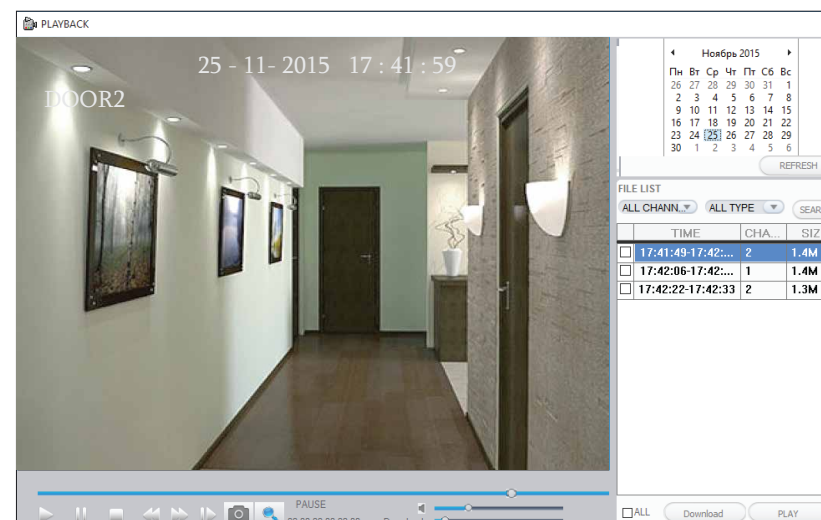 PLAYBACK
25 - 11- 2015 17 : 41 : 59
DOOR2
Ноябрь 2015
Пн Вт Ср Чт Пт Сб Вс
26 27 28 29 30 31 1
2 3 4 5 6 7 8
9 10 11 12 13 14 15
16 17 18 19 20 21 22
23 24 25 26 27 28 29
30 1 2 3 4 5 6
REFRESH
FILE LIST
ALL CHANN... ALL TYPE SEAR
TIME CHA... SIZ
17:41:49-17:42:... 2 1.4M
17:42:06-17:42:... 1 1.4M
17:42:22-17:42:33 2 1.3M
PAUSE
ALL Download PLAY